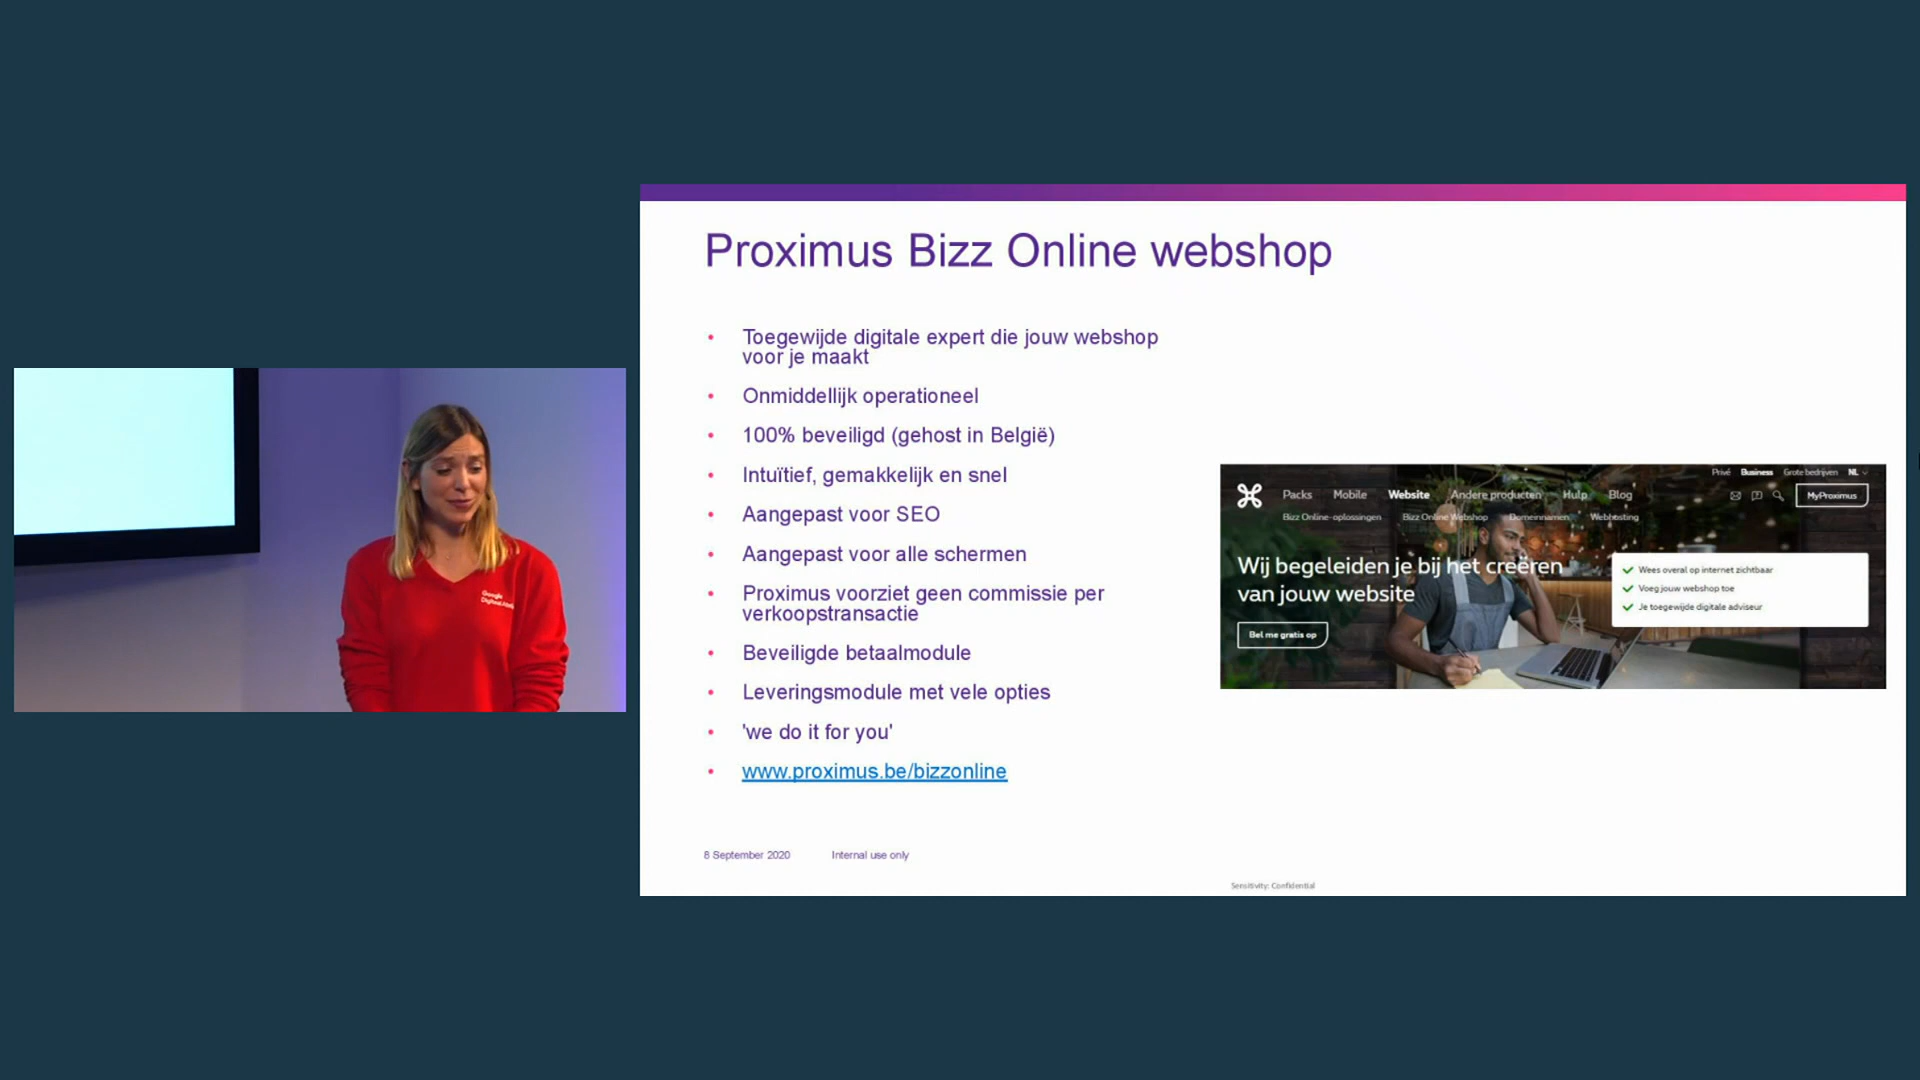 Proximus Bizz Online webshop
Toegewijde digitale expert die jouw webshop
voor je maakt
Onmiddellijk operationeel
100% beveiligd (gehost in België)
Intuïtief, gemakkelijk en snel
Aangepast voor SEO
Aangepast voor alle schermen
Proximus voorziet geen commissie per
verkoopstransactie
Beveiligde betaalmodule
Leveringsmodule met vele opties
'we do it for you'
www.proximus.be/bizzonline
8 September 2020 Internal use only
Sensitivity: Confidential
Privé Business Grote bedrijven NL
Packs Mobile Website Andere producten Hulp Blog MyProximus
Bizz Online-oplossingen Bizz Online Webshop Domeinnamen Webhosting
Wij begeleiden je bij het creëren
van jouw website
Bel me gratis op
Wees overal op internet zichtbaar
Voeg jouw webshop toe
Je toegewijde digitale adviseur
Google